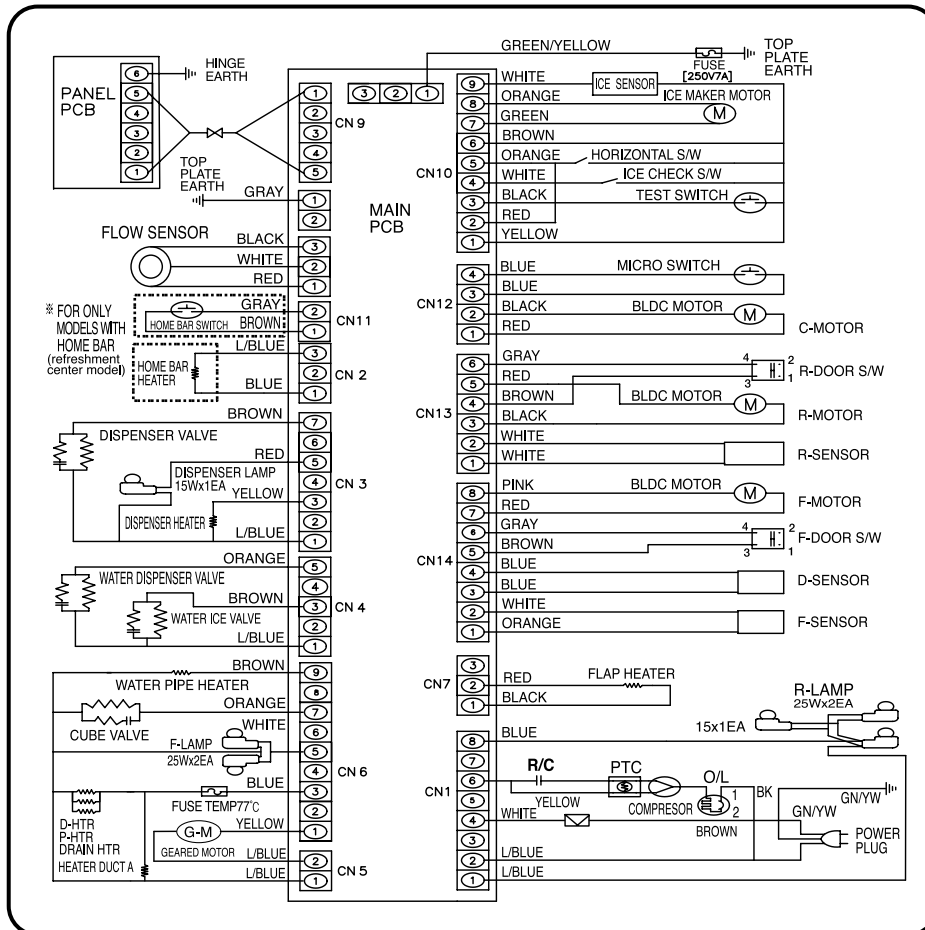 PANEL PCB
6
5
4
3
2
1
HINGE EARTH
TOP PLATE EARTH
GRAY
1
2
3
4
5
CN 9
1
2
3 2 1
MAIN PCB
GREEN/YELLOW
FUSE
[250V7A]
TOP PLATE EARTH
FLOW SENSOR
BLACK 3
WHITE 2
RED 1
※ FOR ONLY MODELS WITH HOME BAR
(refreshment center model)
HOME BAR SWITCH
GRAY 2
BROWN 1
CN11
HOME BAR HEATER
L/BLUE 3
2
BLUE 1
CN 2
BROWN 7
DISPENSER VALVE
6
RED 5
DISPENSER LAMP
15Wx1EA
4
YELLOW 3
DISPENSER HEATER
2
L/BLUE 1
CN 3
ORANGE 5
WATER DISPENSER VALVE
4
BROWN 3
WATER ICE VALVE
2
L/BLUE 1
CN 4
BROWN 9
WATER PIPE HEATER
8
ORANGE 7
CUBE VALVE
WHITE 6
F-LAMP
25Wx2EA
5
4
CN 6
BLUE 3
FUSE TEMP77°C
2
YELLOW 1
G-M
GEARED MOTOR
D-HTR
P-HTR
DRAIN HTR
HEATER DUCT A
L/BLUE 2
L/BLUE 1
CN 5
9 WHITE ICE SENSOR
8 ORANGE ICE MAKER MOTOR
M
7 GREEN
6 BROWN
CN10
5 ORANGE HORIZONTAL S/W
4 WHITE ICE CHECK S/W
3 BLACK TEST SWITCH
2 RED
1 YELLOW
CN12
4 BLUE MICRO SWITCH
3 BLUE
2 BLACK BLDC MOTOR M
1 RED C-MOTOR
CN13
6 GRAY
4 2
3 1
R-DOOR S/W
5 RED
4 BROWN BLDC MOTOR M
3 BLACK R-MOTOR
2 WHITE
1 WHITE R-SENSOR
CN14
8 PINK BLDC MOTOR M
7 RED F-MOTOR
6 GRAY
4 2
3 1
F-DOOR S/W
5 BROWN
4 BLUE
3 BLUE D-SENSOR
2 WHITE
1 ORANGE F-SENSOR
CN7
3
2 RED FLAP HEATER
1 BLACK
R-LAMP
25Wx2EA
15x1EA
CN1
8 BLUE
7
6 R/C PTC O/L
1 BK
5 YELLOW COMPRESOR
2
4 WHITE BROWN
GN/YW
GN/YW
POWER PLUG
3
2 L/BLUE
1 L/BLUE